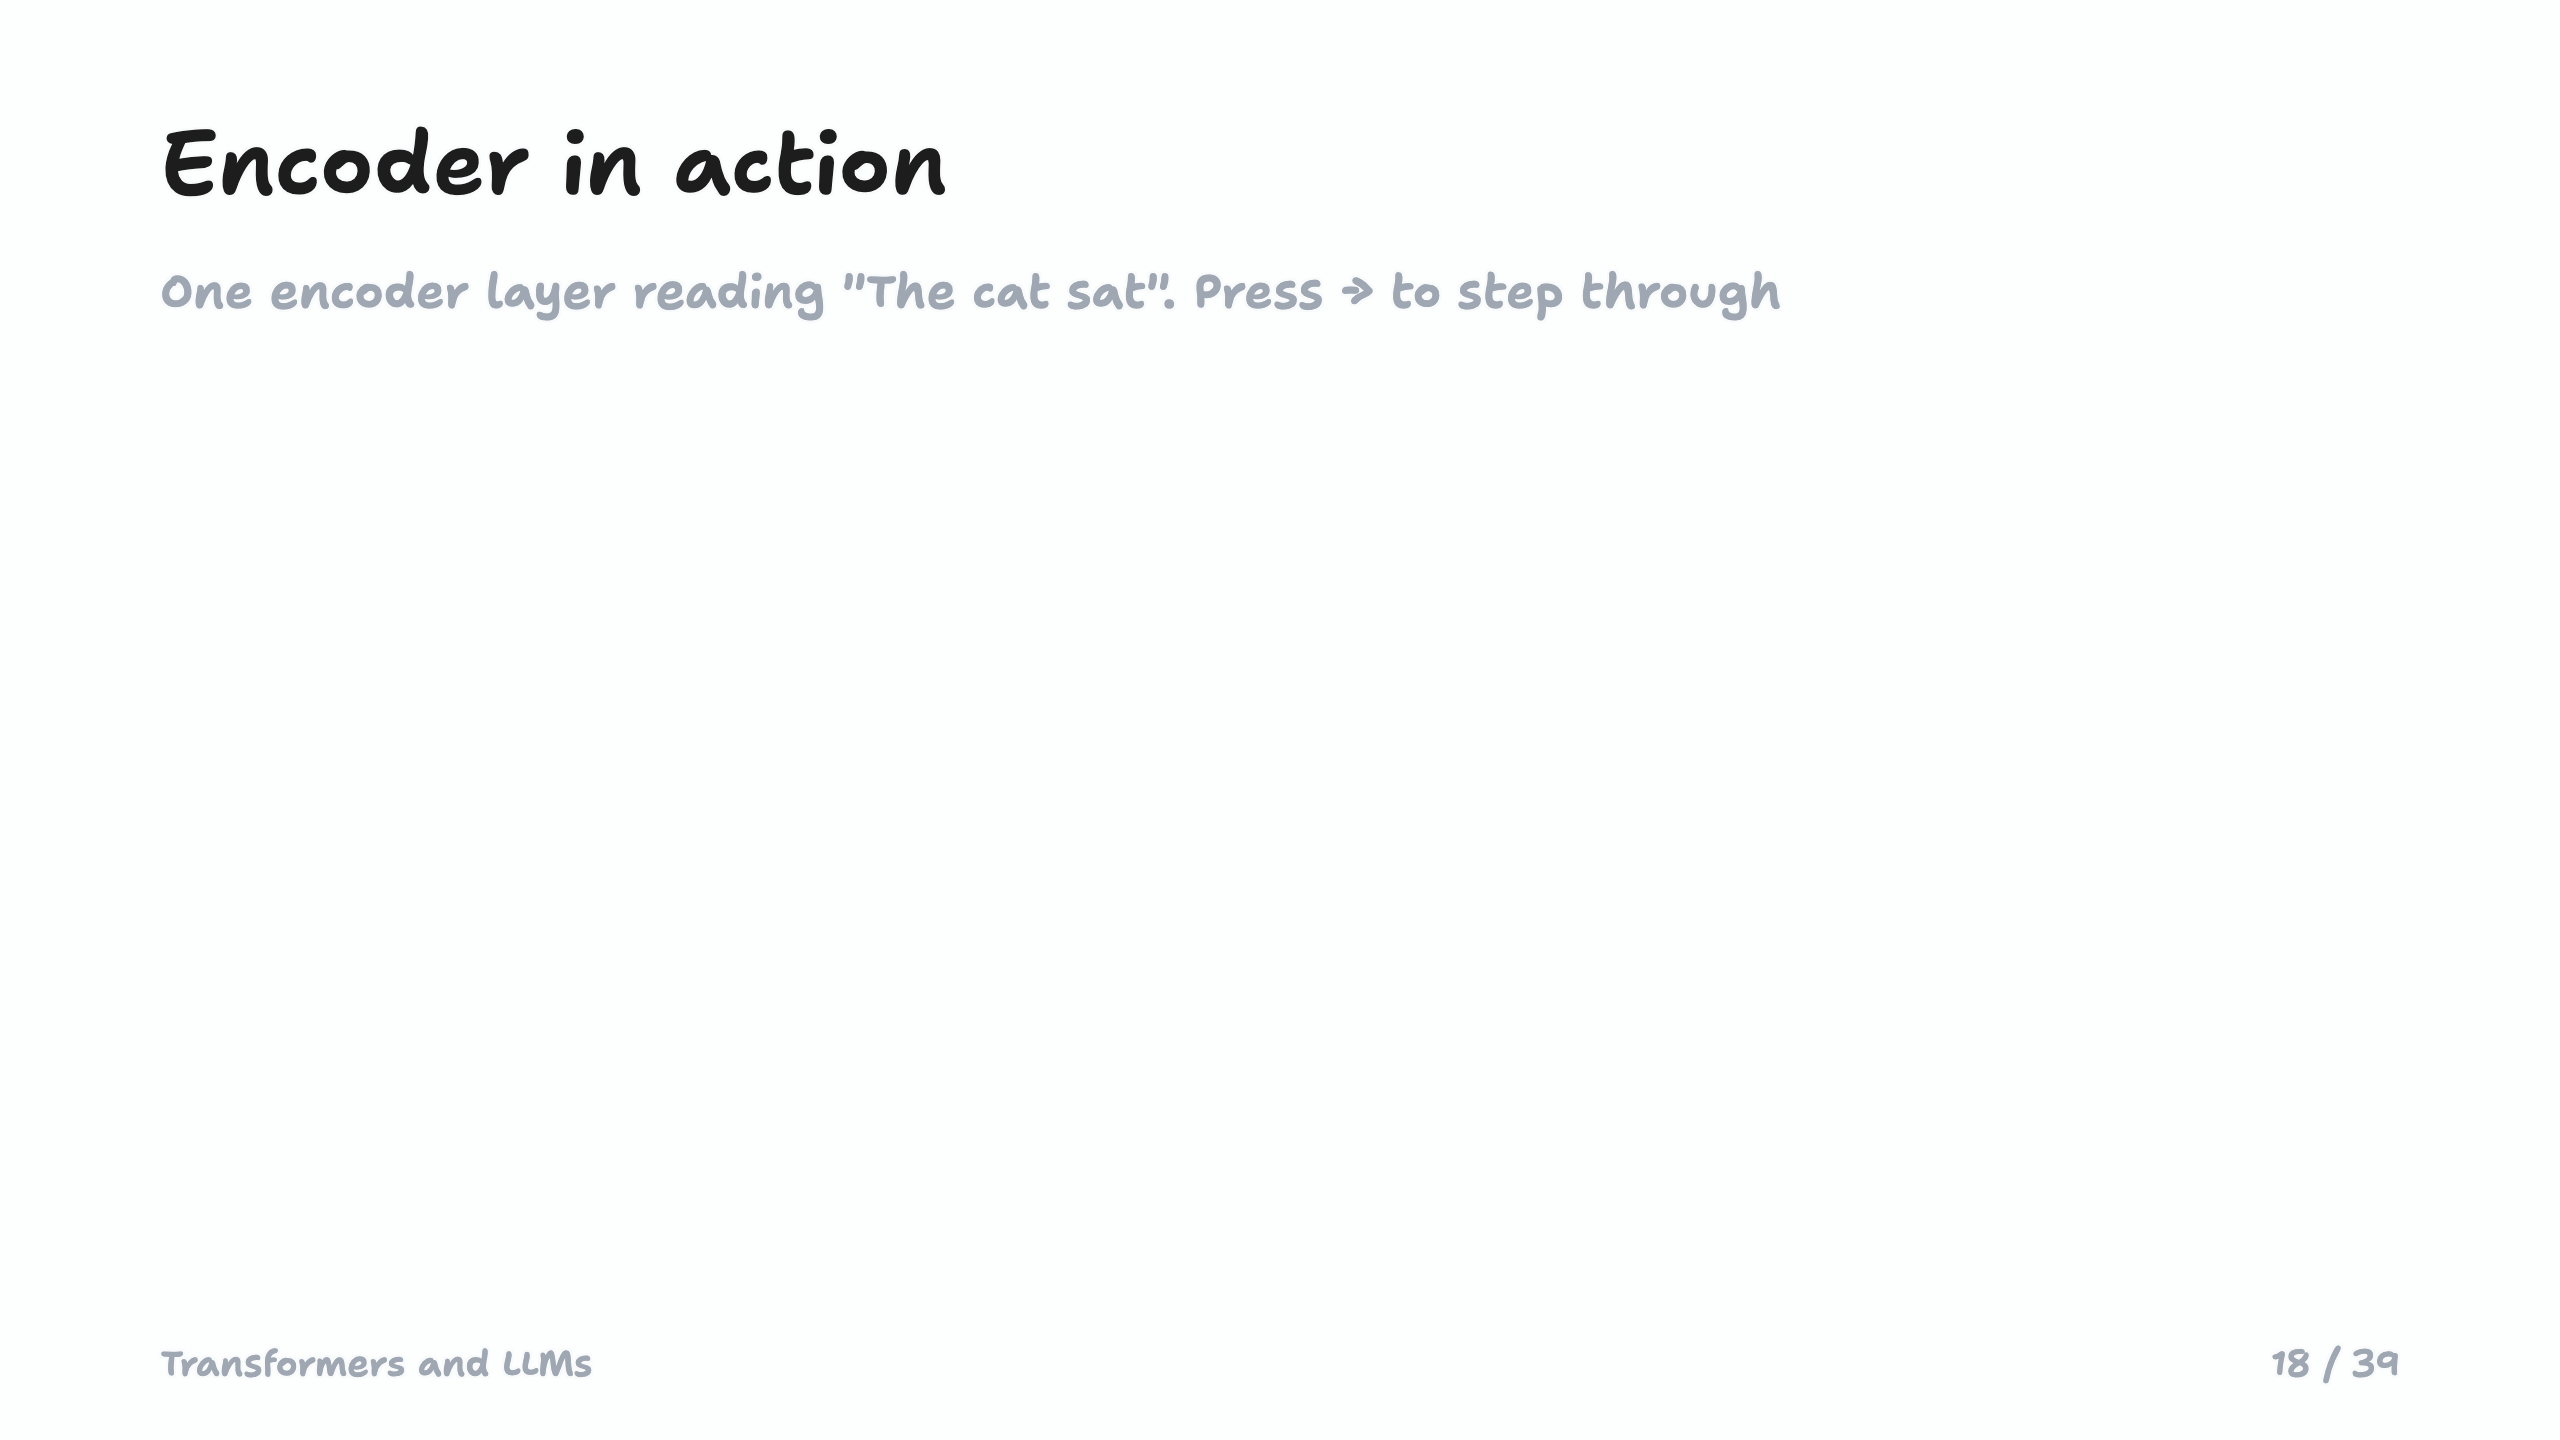 Encoder in action
One encoder layer reading "The cat sat". Press → to step through
Transformers and LLMs
18 / 39